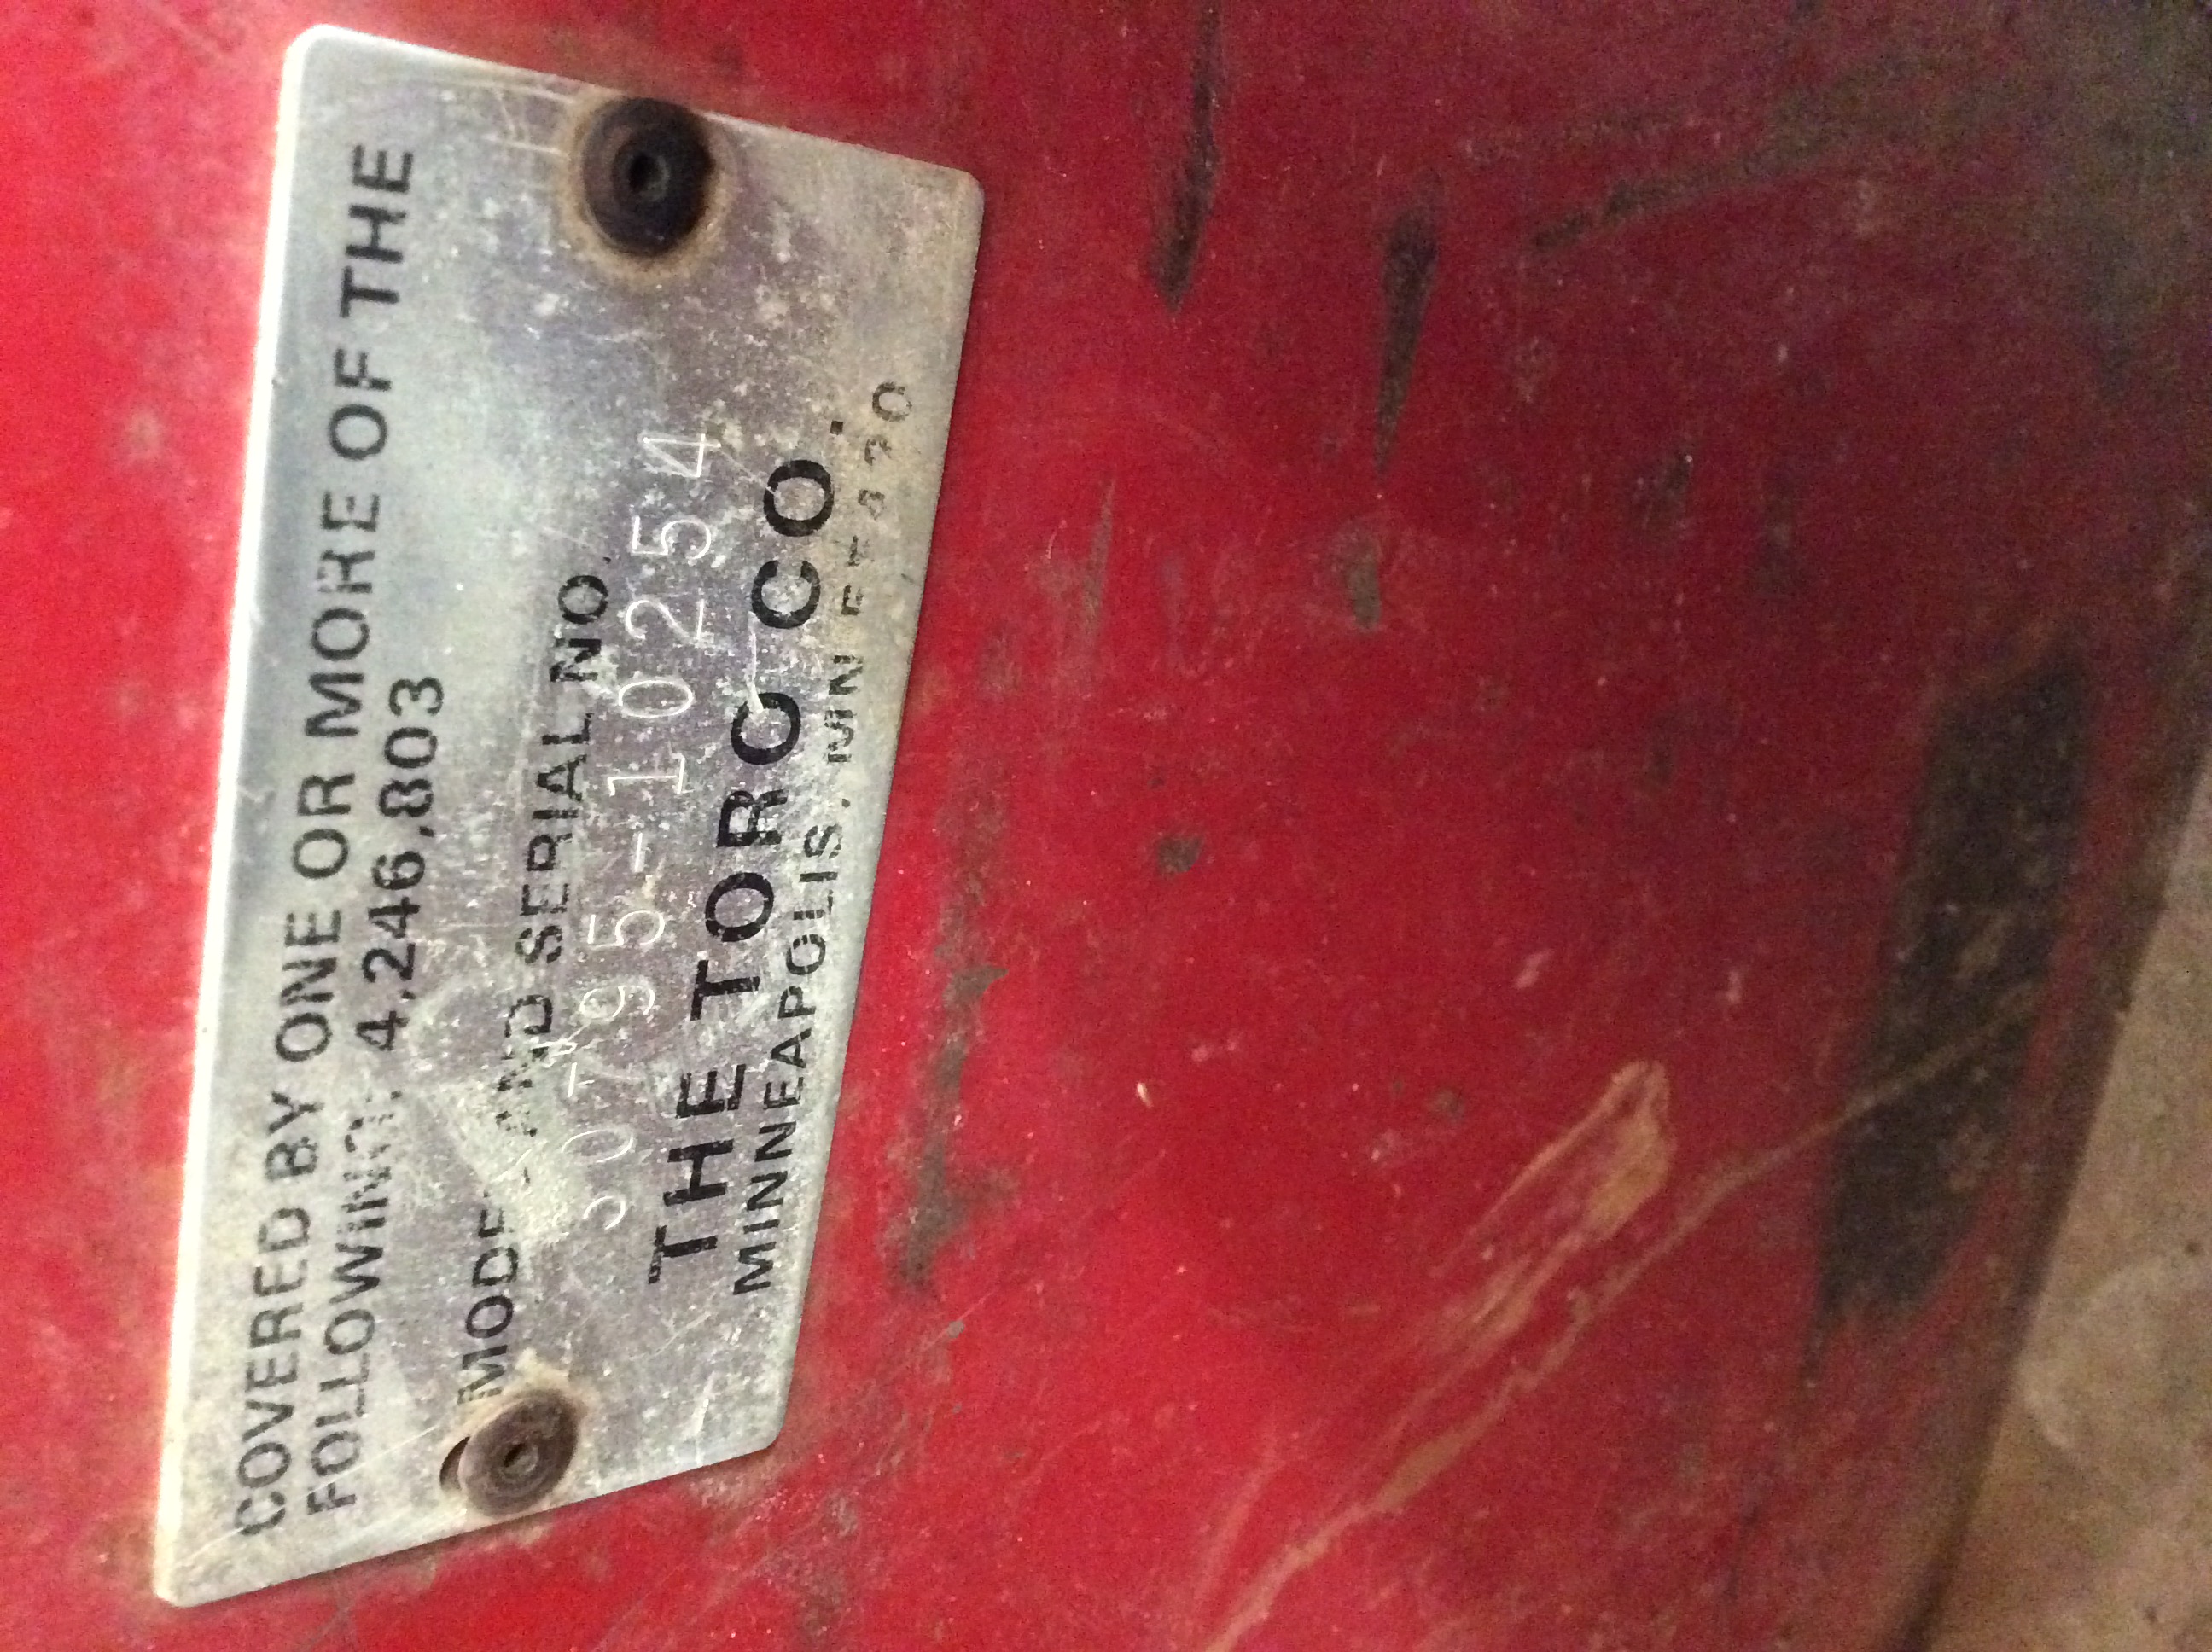 COVERED BY ONE OR MORE OF THE
FOLLOWING: 4,246,803
MODEL AND SERIAL NO.
30795-10254
THE TORO CO.
MINNEAPOLIS, MINN